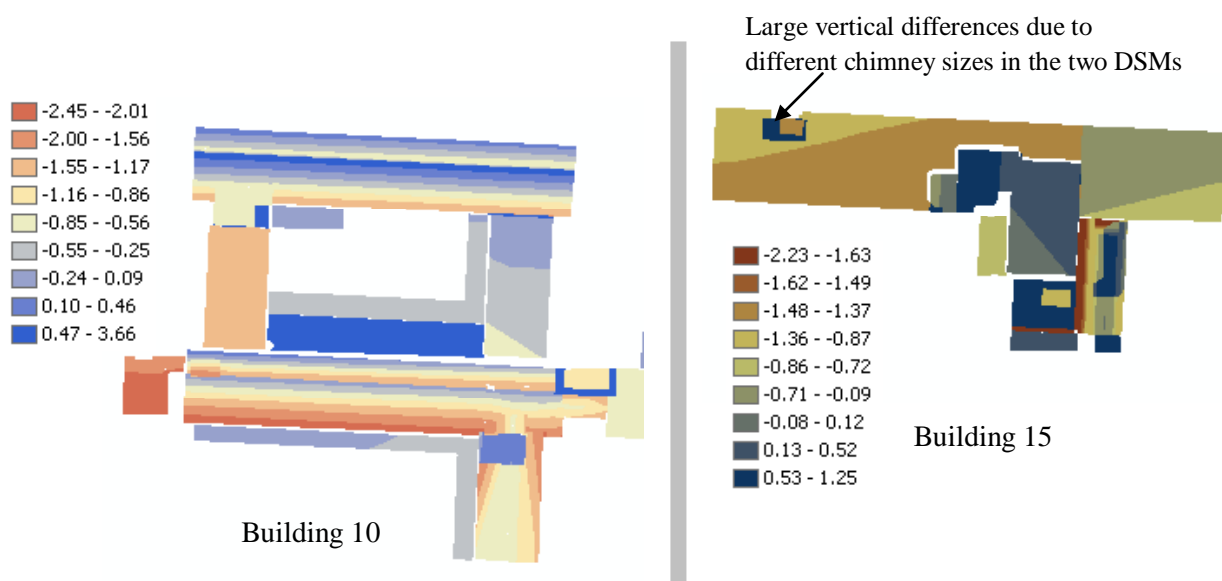 Large vertical differences due to
different chimney sizes in the two DSMs
-2.45 - -2.01
-2.00 - -1.56
-1.55 - -1.17
-1.16 - -0.86
-0.85 - -0.56
-0.55 - -0.25
-0.24 - 0.09
0.10 - 0.46
0.47 - 3.66
Building 10
-2.23 - -1.63
-1.62 - -1.49
-1.48 - -1.37
-1.36 - -0.87
-0.86 - -0.72
-0.71 - -0.09
-0.08 - 0.12
0.13 - 0.52
0.53 - 1.25
Building 15